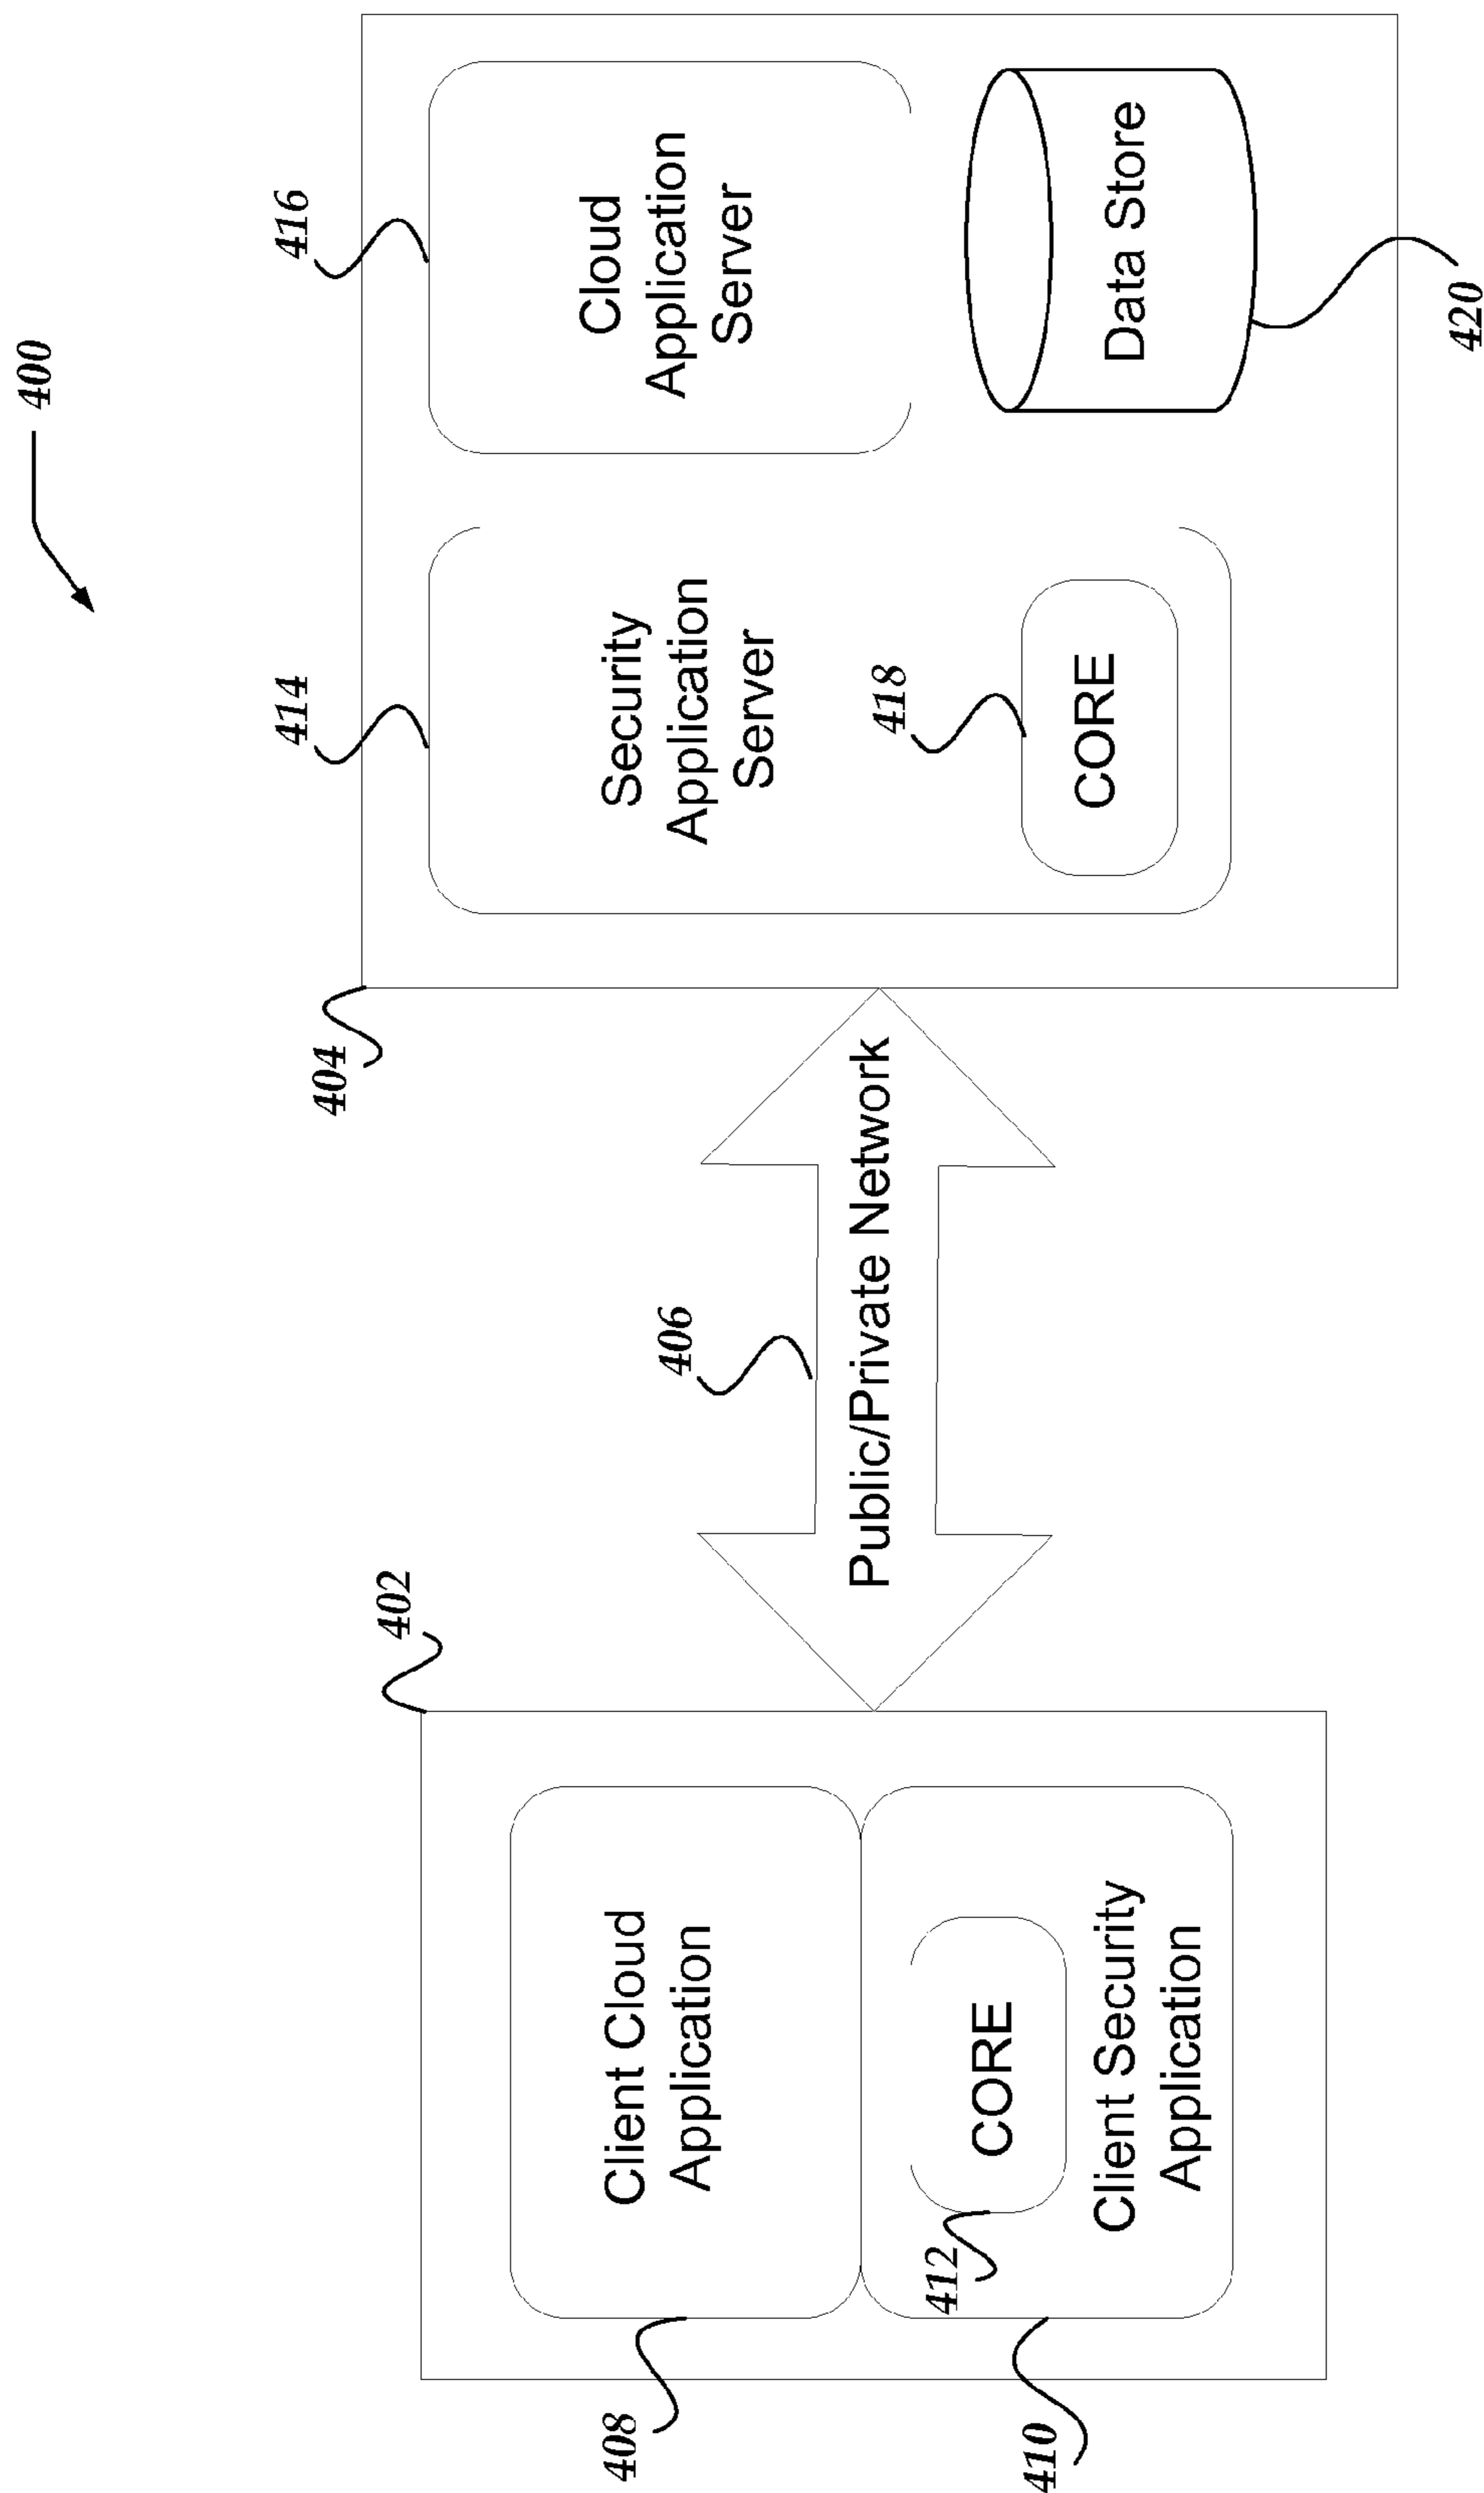 400
402
Client Cloud
Application
408
CORE
412
Client Security
Application
410
406
Public/Private Network
404
414
Security
Application
Server
418
CORE
416
Cloud
Application
Server
Data Store
420